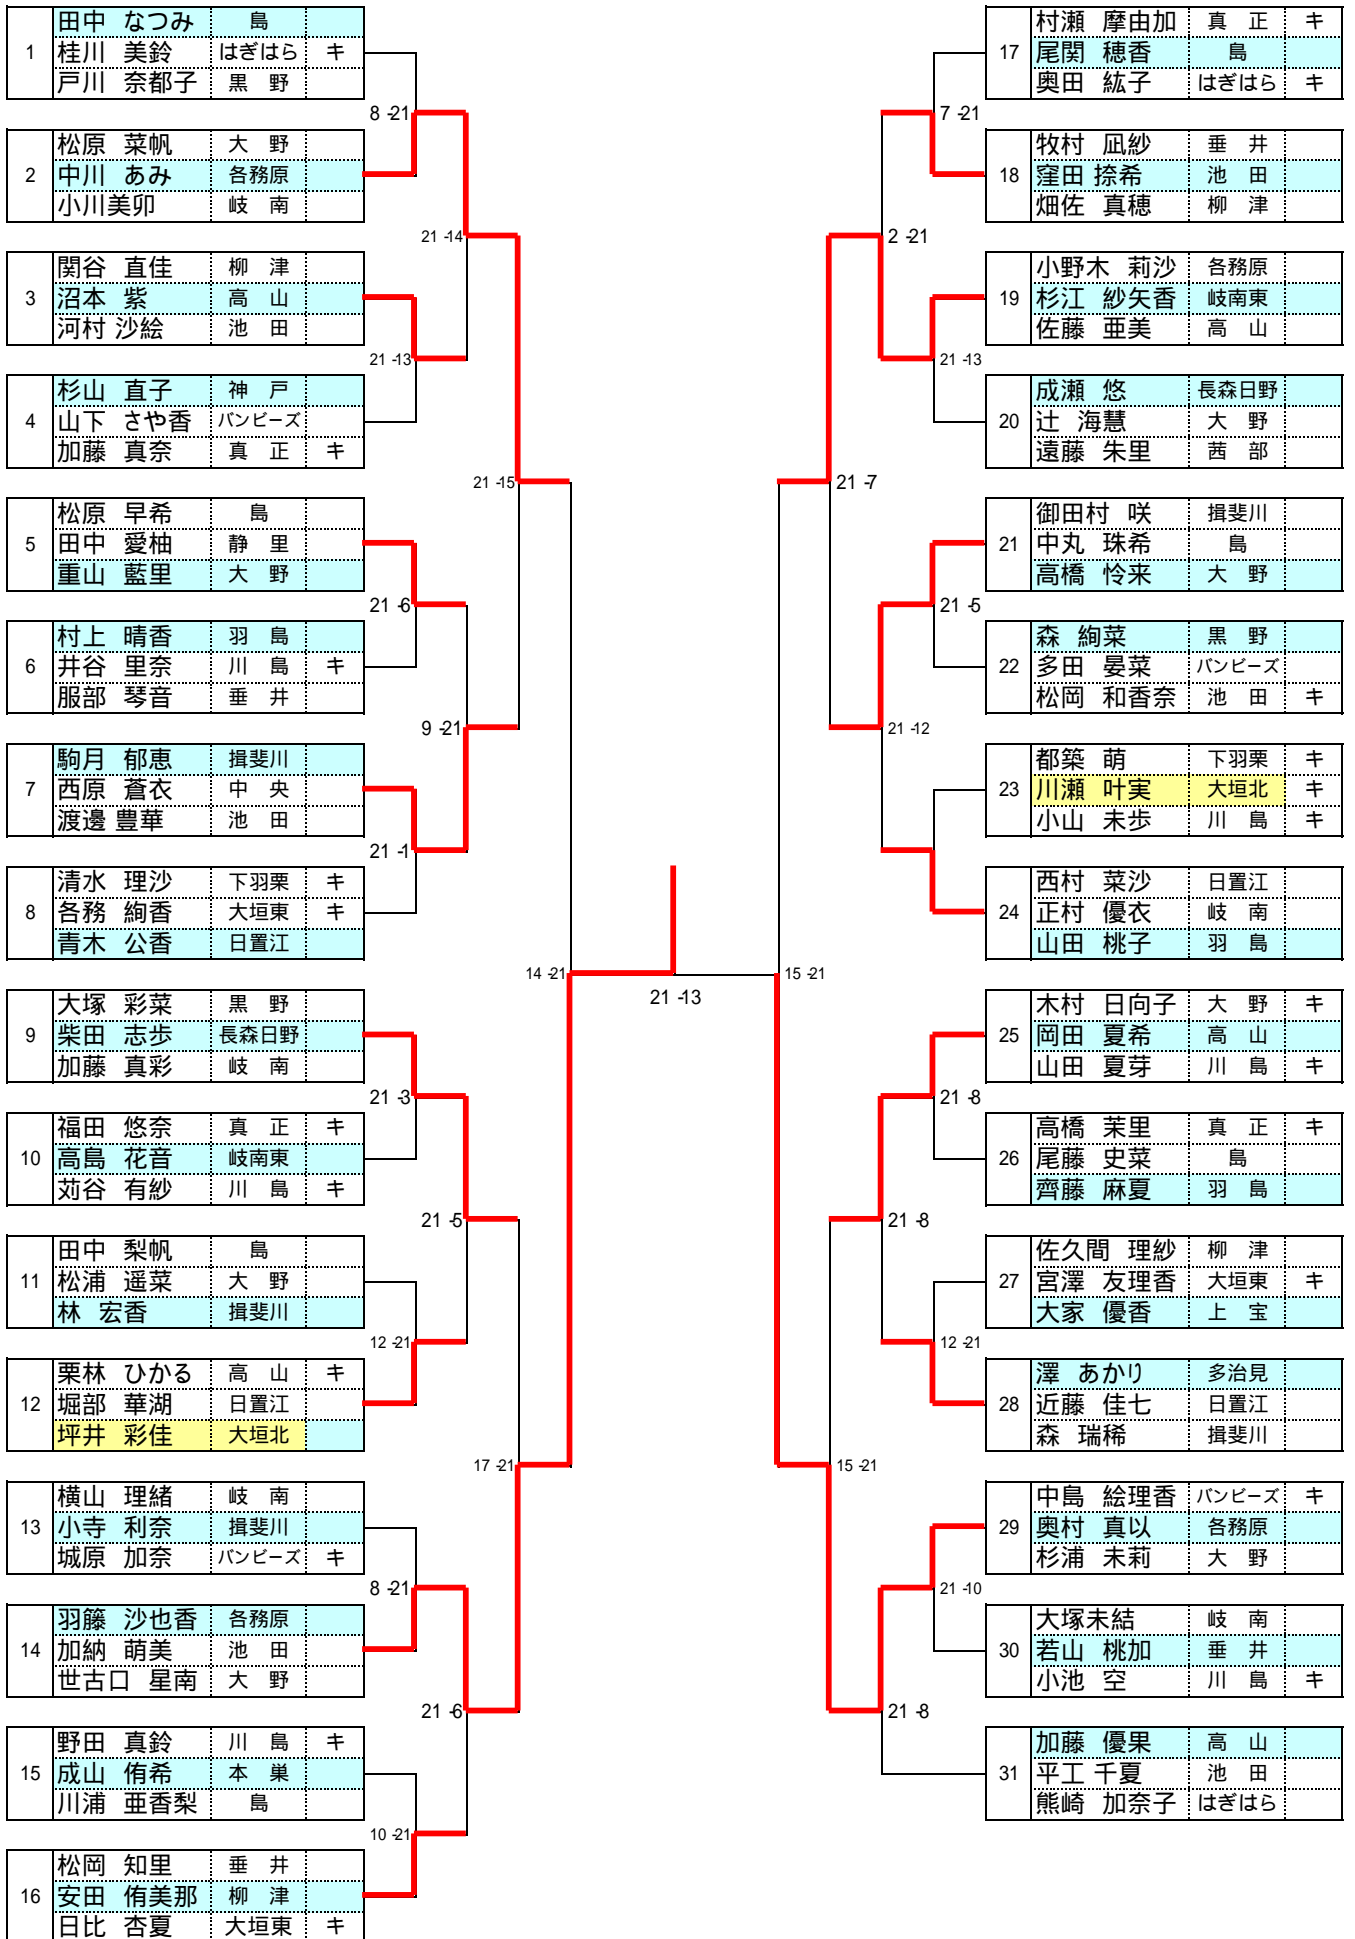 1
田中 なつみ 島
桂川 美鈴 はぎはら キ
戸川 奈都子 黒 野
8 -21
2
松原 菜帆 大 野
中川 あみ 各務原
小川美卯 岐 南
21 -14
3
関谷 直佳 柳 津
沼本 紫 高 山
河村 沙絵 池 田
21 -13
4
杉山 直子 神 戸
山下 さや香 バンビーズ
加藤 真奈 真 正 キ
21 -15
5
松原 早希 島
田中 愛柚 静 里
重山 藍里 大 野
21 -6
6
村上 晴香 羽 島
井谷 里奈 川 島 キ
服部 琴音 垂 井
9 -21
7
駒月 郁恵 揖斐川
西原 蒼衣 中 央
渡邊 豊華 池 田
21 -1
8
清水 理沙 下羽栗 キ
各務 絢香 大垣東 キ
青木 公香 日置江
14 -21
9
大塚 彩菜 黒 野
柴田 志歩 長森日野
加藤 真彩 岐 南
21 -3
10
福田 悠奈 真 正 キ
高島 花音 岐南東
苅谷 有紗 川 島 キ
21 -5
11
田中 梨帆 島
松浦 遥菜 大 野
林 宏香 揖斐川
12 -21
12
栗林 ひかる 高 山 キ
堀部 華湖 日置江
坪井 彩佳 大垣北
17 -21
13
横山 理緒 岐 南
小寺 利奈 揖斐川
城原 加奈 バンビーズ キ
8 -21
14
羽籐 沙也香 各務原
加納 萌美 池 田
世古口 星南 大 野
21 -6
15
野田 真鈴 川 島 キ
成山 侑希 本 巣
川浦 亜香梨 島
10 -21
16
松岡 知里 垂 井
安田 侑美那 柳 津
日比 杏夏 大垣東 キ
21 -13
17
村瀬 摩由加 真 正 キ
尾関 穂香 島
奥田 紘子 はぎはら キ
7 -21
18
牧村 凪紗 垂 井
窪田 捺希 池 田
畑佐 真穂 柳 津
2 -21
19
小野木 莉沙 各務原
杉江 紗矢香 岐南東
佐藤 亜美 高 山
21 -13
20
成瀬 悠 長森日野
辻 海慧 大 野
遠藤 朱里 茜 部
21 -7
21
御田村 咲 揖斐川
中丸 珠希 島
高橋 怜来 大 野
21 -5
22
森 絢菜 黒 野
多田 晏菜 バンビーズ
松岡 和香奈 池 田 キ
21 -12
23
都築 萌 下羽栗 キ
川瀬 叶実 大垣北 キ
小山 未歩 川 島 キ
24
西村 菜沙 日置江
正村 優衣 岐 南
山田 桃子 羽 島
15 -21
25
木村 日向子 大 野 キ
岡田 夏希 高 山
山田 夏芽 川 島 キ
21 -8
26
高橋 茉里 真 正 キ
尾藤 史菜 島
齊藤 麻夏 羽 島
21 -8
27
佐久間 理紗 柳 津
宮澤 友理香 大垣東 キ
大家 優香 上 宝
12 -21
28
澤 あかり 多治見
近藤 佳七 日置江
森 瑞稀 揖斐川
15 -21
29
中島 絵理香 バンビーズ キ
奥村 真以 各務原
杉浦 未莉 大 野
21 -10
30
大塚未結 岐 南
若山 桃加 垂 井
小池 空 川 島 キ
21 -8
31
加藤 優果 高 山
平工 千夏 池 田
熊崎 加奈子 はぎはら